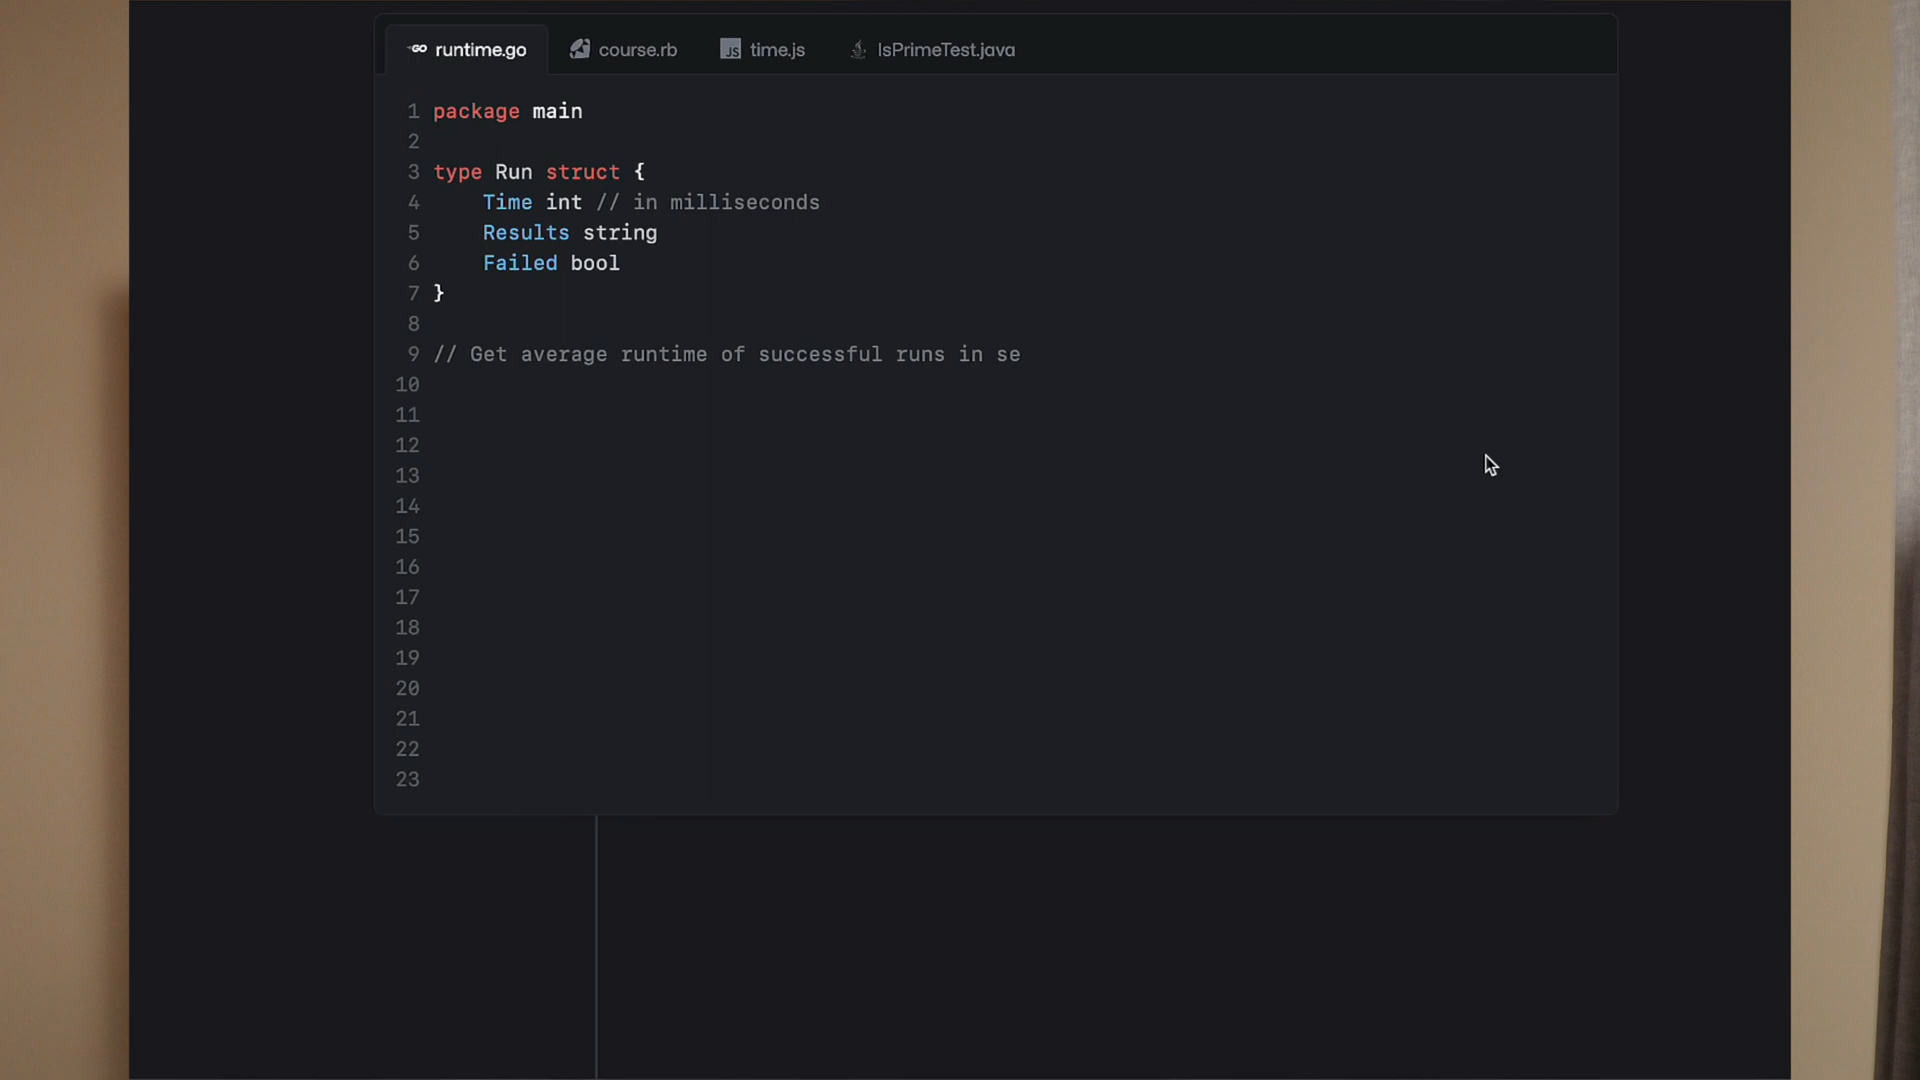 GO runtime.go
course.rb
JS time.js
IsPrimeTest.java
1 package main
2
3 type Run struct {
4 Time int // in milliseconds
5 Results string
6 Failed bool
7 }
8
9 // Get average runtime of successful runs in se
10
11
12
13
14
15
16
17
18
19
20
21
22
23